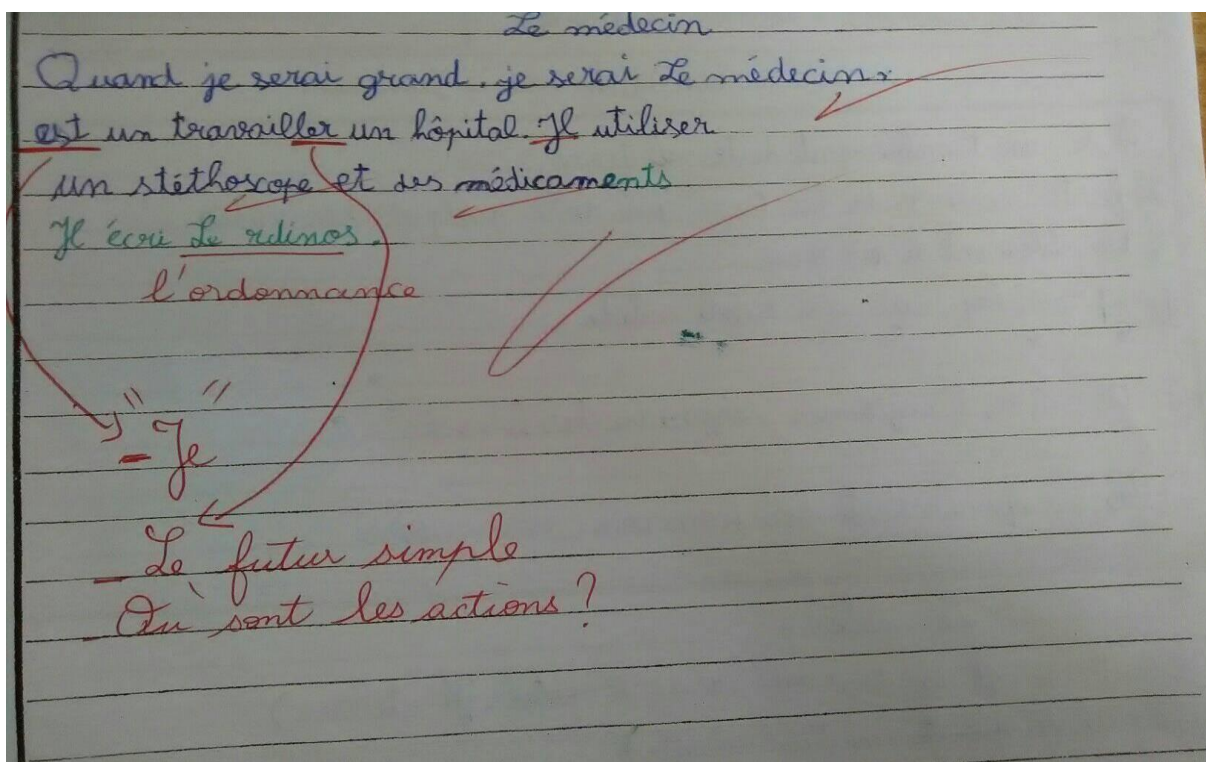 Le médecin
Quand je serai grand, je serai Le médecin.
est un travailler un hôpital. Il utiliser
un stéthoscope et des médicaments
Il écri Le rdinos.
l'ordonnance
- "Je"
- Le futur simple
Où sont les actions ?